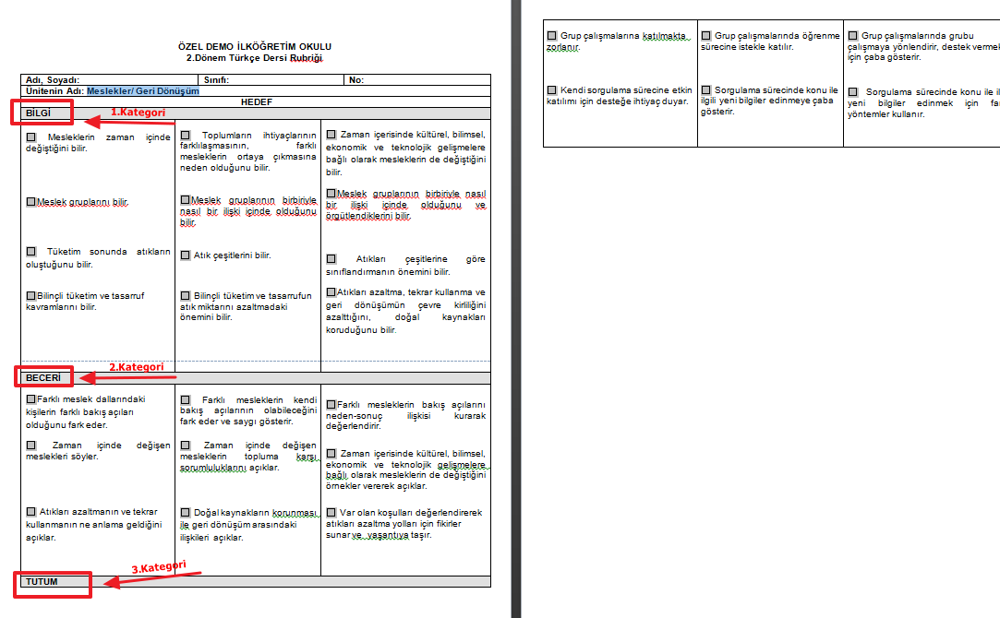 ÖZEL DEMO İLKÖĞRETİM OKULU
2.Dönem Türkçe Dersi Rubriği
Adı, Soyadı:
Sınıfı:
No:
Ünitenin Adı: Meslekler/ Geri Dönüşüm
HEDEF
BİLGİ
1.Kategori
Mesleklerin zaman içinde
değiştiğini bilir.
Toplumların ihtiyaçlarının
farklılaşmasının, farklı
mesleklerin ortaya çıkmasına
neden olduğunu bilir.
Zaman içerisinde kültürel, bilimsel,
ekonomik ve teknolojik gelişmelere
bağlı olarak mesleklerin de değiştiğini
bilir.
Meslek gruplarını bilir.
Meslek gruplarının birbiriyle
nasıl bir ilişki içinde olduğunu
bilir.
Meslek gruplarının birbiriyle nasıl
bir ilişki içinde olduğunu ve
örgütlendiklerini bilir.
Tüketim sonunda atıkların
oluştuğunu bilir.
Atık çeşitlerini bilir.
Atıkları çeşitlerine göre
sınıflandırmanın önemini bilir.
Bilinçli tüketim ve tasarruf
kavramlarını bilir.
Bilinçli tüketim ve tasarrufun
atık miktarını azaltmadaki
önemini bilir.
Atıkları azaltma, tekrar kullanma ve
geri dönüşümün çevre kirliliğini
azalttığını, doğal kaynakları
koruduğunu bilir.
2.Kategori
BECERİ
Farklı meslek dallarındaki
kişilerin farklı bakış açıları
olduğunu fark eder.
Farklı mesleklerin kendi
bakış açılarının olabileceğini
fark eder ve saygı gösterir.
Farklı mesleklerin bakış açılarını
neden-sonuç ilişkisi kurarak
değerlendirir.
Zaman içinde değişen
meslekleri söyler.
Zaman içinde değişen
mesleklerin topluma karşı
sorumluluklarını açıklar.
Zaman içerisinde kültürel, bilimsel,
ekonomik ve teknolojik gelişmelere
bağlı olarak mesleklerin de değiştiğini
örnekler vererek açıklar.
Atıkları azaltmanın ve tekrar
kullanmanın ne anlama geldiğini
açıklar.
Doğal kaynakların korunması
ile geri dönüşüm arasındaki
ilişkileri açıklar.
Var olan koşulları değerlendirerek
atıkları azaltma yolları için fikirler
sunar ve yaşantıya taşır.
3.Kategori
TUTUM
Grup çalışmalarına katılmakta
zorlanır.
Grup çalışmalarında öğrenme
sürecine istekle katılır.
Grup çalışmalarında grubu
çalışmaya yönlendirir, destek vermek
için çaba gösterir.
Kendi sorgulama sürecine etkin
katılımı için desteğe ihtiyaç duyar.
Sorgulama sürecinde konu ile
ilgili yeni bilgiler edinmeye çaba
gösterir.
Sorgulama sürecinde konu ile
yeni bilgiler edinmek için
yöntemler kullanır.